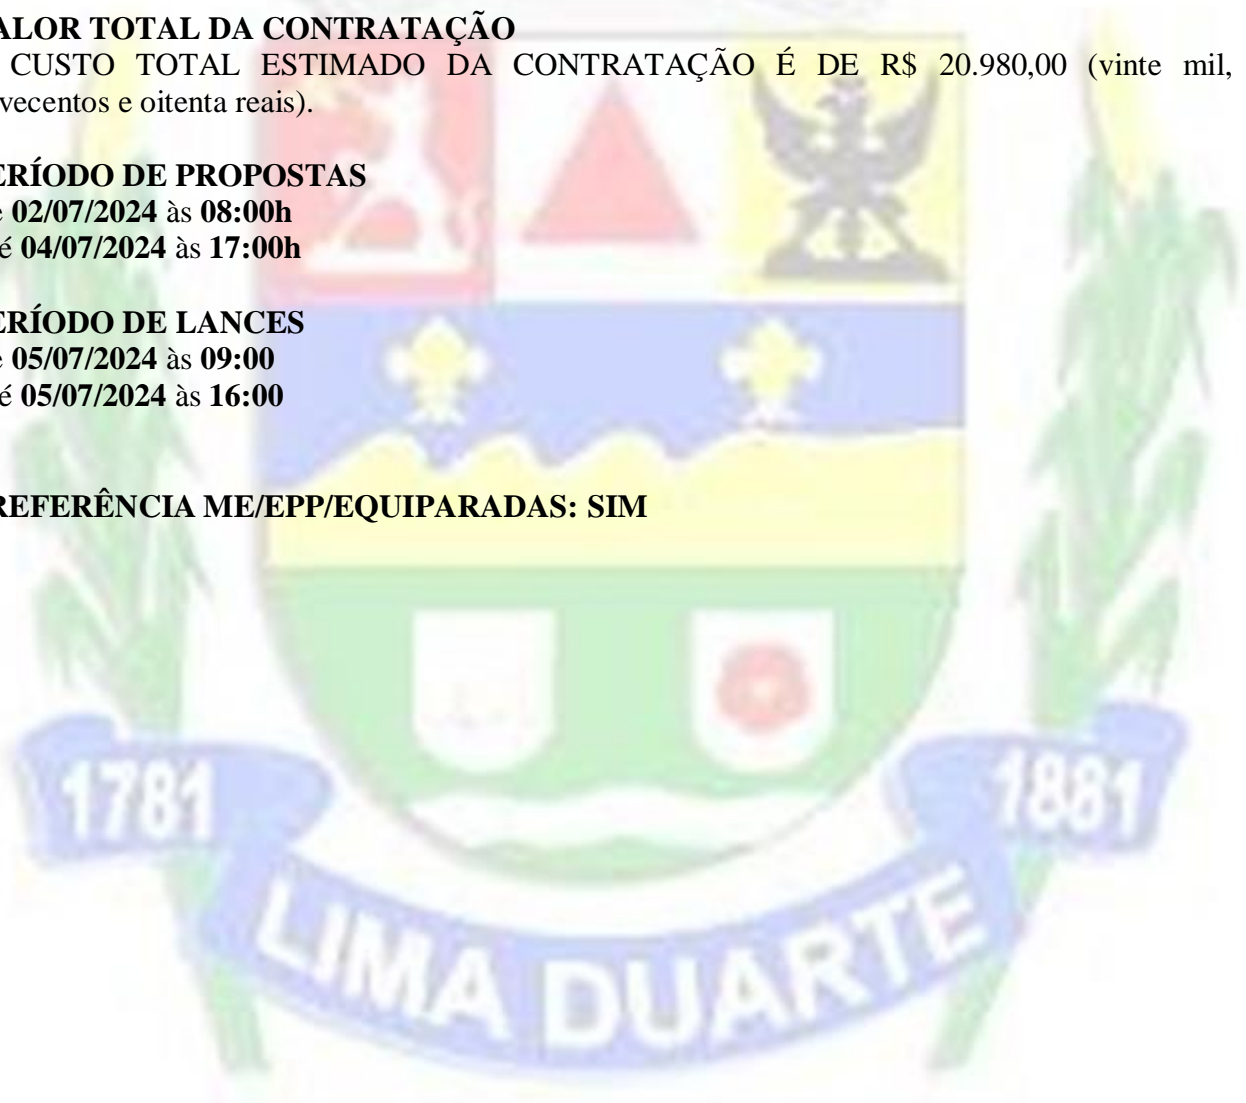 ALOR TOTAL DA CONTRATAÇÃO
CUSTO TOTAL ESTIMADO DA CONTRATAÇÃO É DE R$ 20.980,00 (vinte mil,
vecentos e oitenta reais).
ERÍODO DE PROPOSTAS
e 02/07/2024 às 08:00h
é 04/07/2024 às 17:00h
ERÍODO DE LANCES
e 05/07/2024 às 09:00
é 05/07/2024 às 16:00
REFERÊNCIA ME/EPP/EQUIPARADAS: SIM
1781
1881
LIMA DUARTE